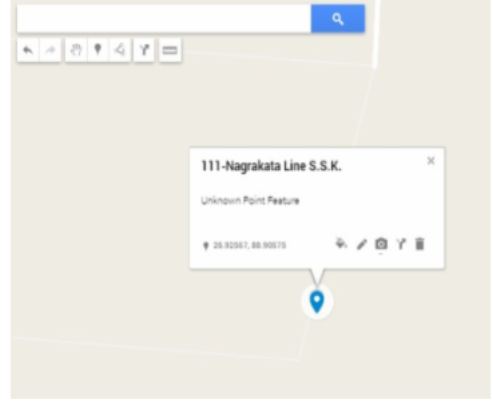 111-Nagrakata Line S.S.K.
Unknown Point Feature
26.92567, 88.90575